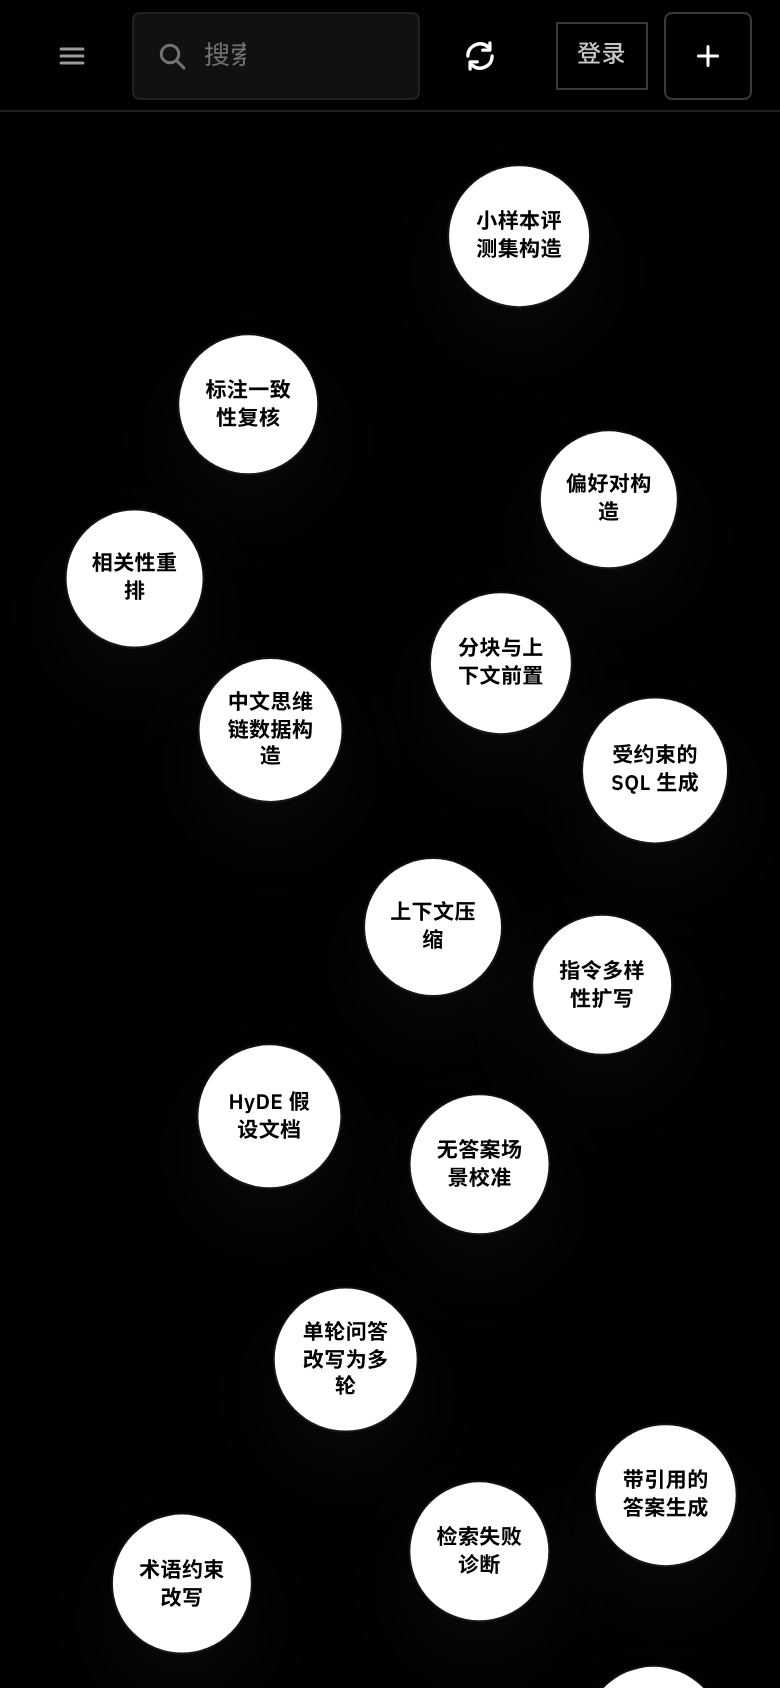 搜索
登录
小样本评
测集构造
标注一致
性复核
偏好对构
造
相关性重
排
分块与上
下文前置
中文思维
链数据构
造
受约束的
SQL 生成
上下文压
缩
指令多样
性扩写
HyDE 假
设文档
无答案场
景校准
单轮问答
改写为多
轮
带引用的
答案生成
检索失败
诊断
术语约束
改写